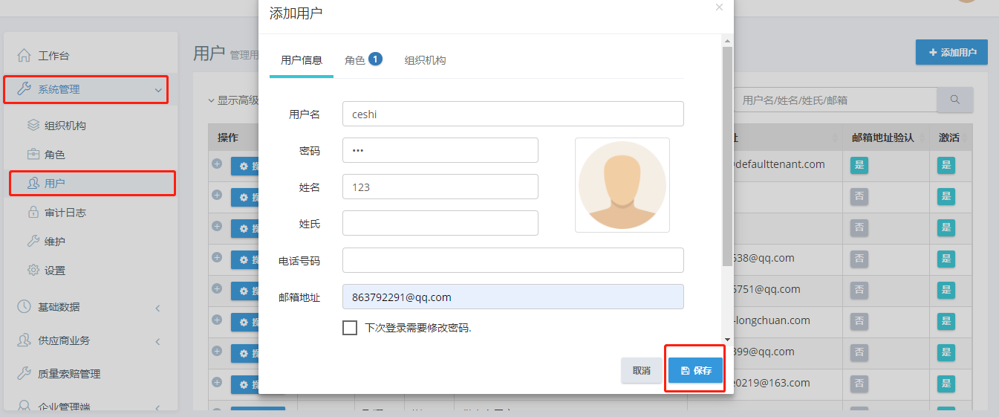 添加用户
×
工作台
系统管理
组织机构
角色
用户
审计日志
维护
设置
基础数据
供应商业务
质量索赔管理
企业管理端
用户 管理用
添加用户
显示高级
用户名/姓名/姓氏/邮箱
操作
邮箱地址验认
激活
用户信息
角色 1
组织机构
用户名
ceshi
密码
•••
姓名
123
姓氏
电话号码
邮箱地址
863792291@qq.com
下次登录需要修改密码.
取消
保存
defaulttenant.com
是
是
否
是
否
是
538@qq.com
否
是
5751@qq.com
否
是
-longchuan.com
否
是
399@qq.com
否
是
e0219@163.com
否
是